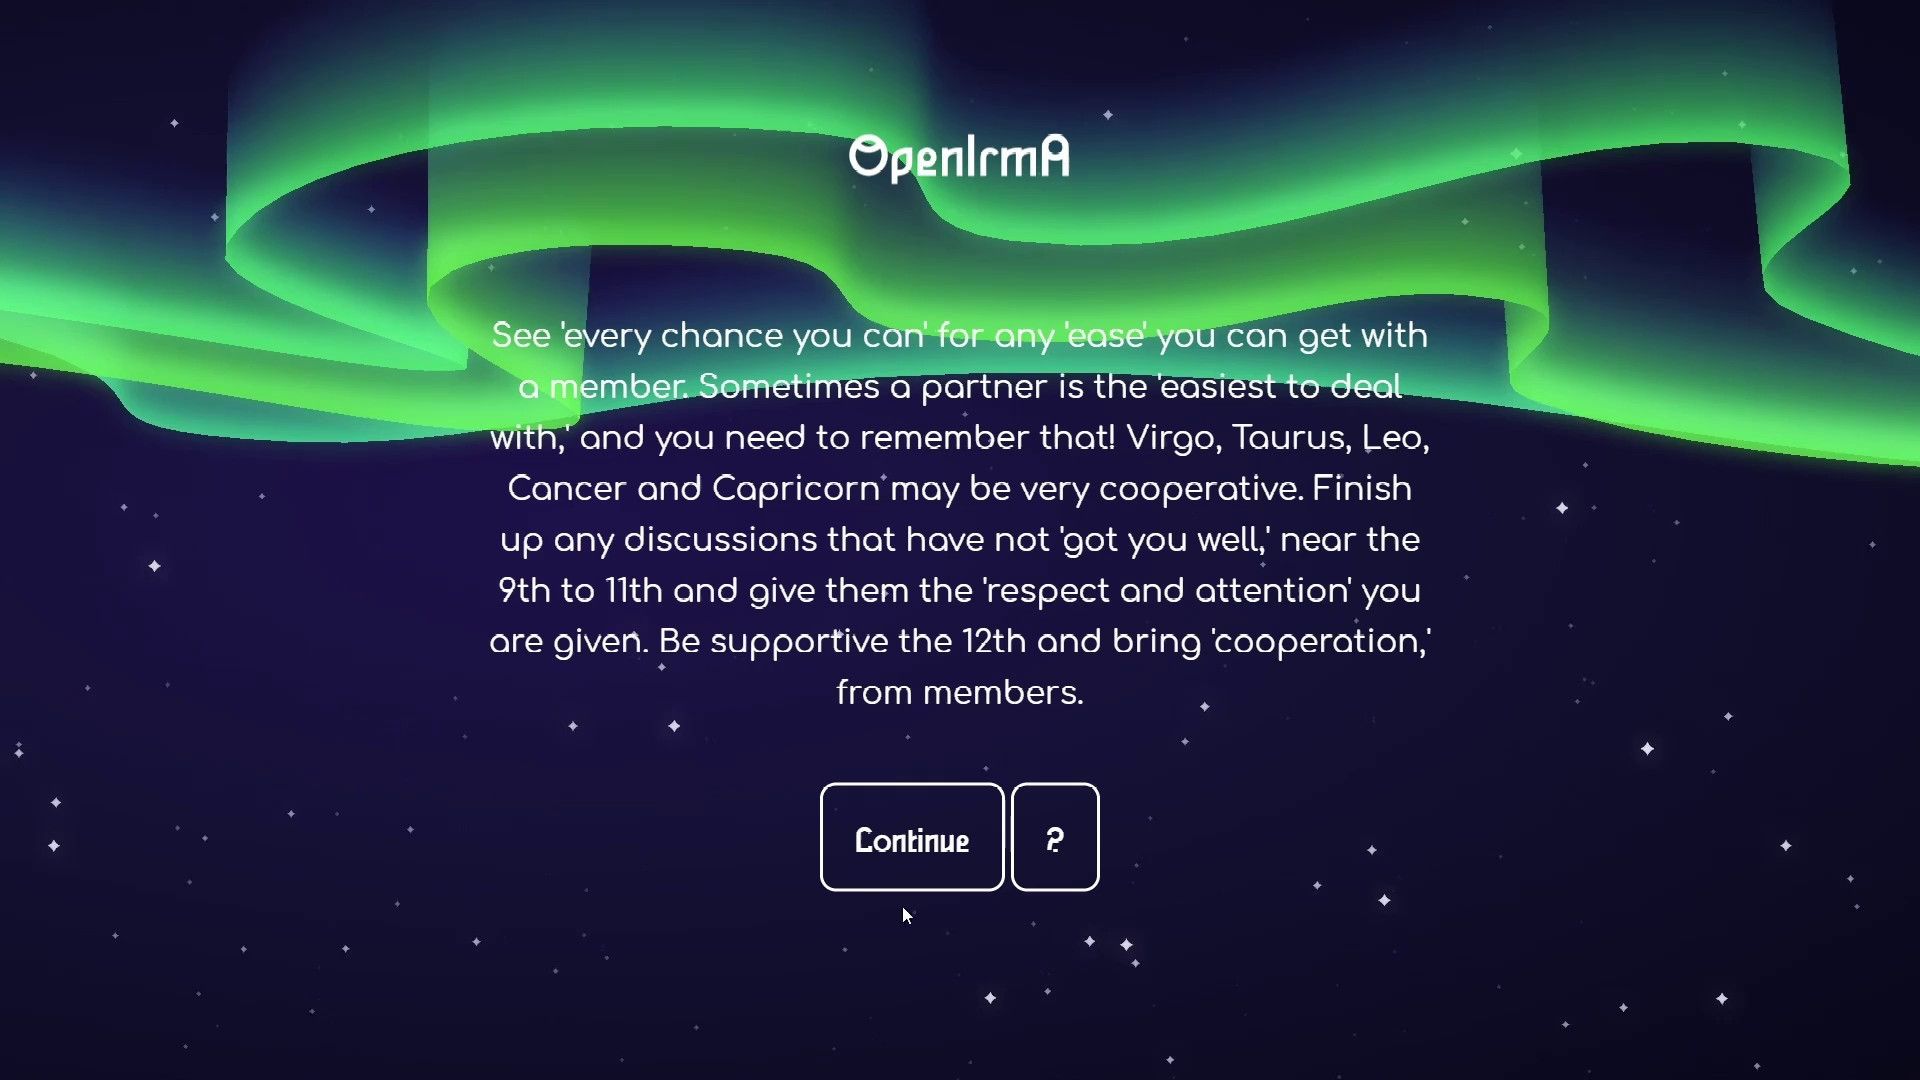 OpenIrmA
See 'every chance you can' for any 'ease' you can get with
a member. Sometimes a partner is the 'easiest to deal
with,' and you need to remember that! Virgo, Taurus, Leo,
Cancer and Capricorn may be very cooperative. Finish
up any discussions that have not 'got you well,' near the
9th to 11th and give them the 'respect and attention' you
are given. Be supportive the 12th and bring 'cooperation,'
from members.
Continue
?